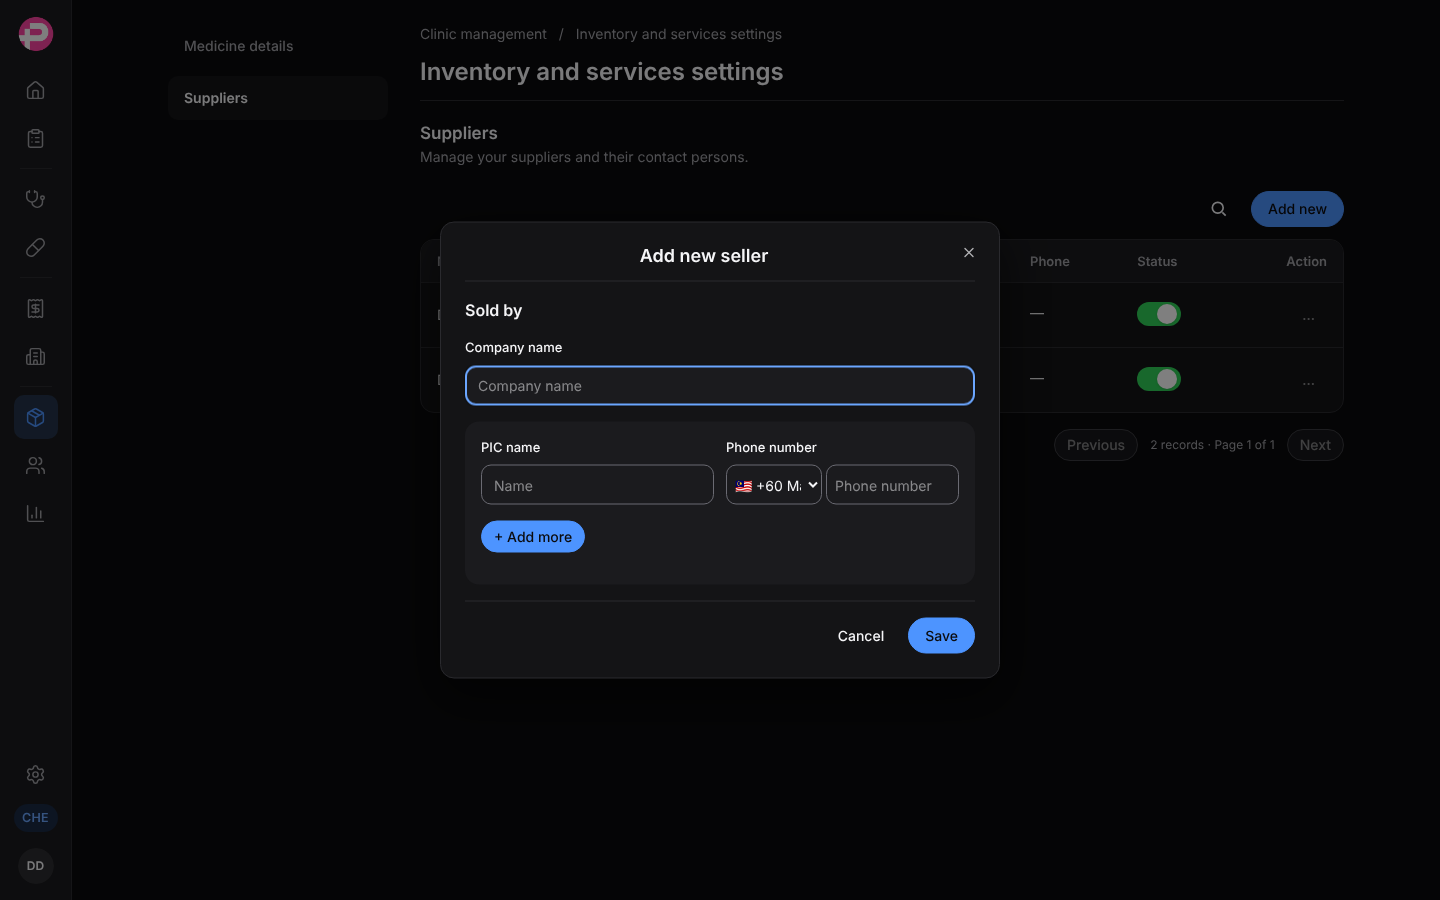 Medicine details
Suppliers
Clinic management / Inventory and services settings
Inventory and services settings
Suppliers
Manage your suppliers and their contact persons.
Add new
Phone Status Action
— ...
— ...
Previous 2 records · Page 1 of 1 Next
Add new seller
Sold by
Company name
Company name
PIC name Phone number
Name +60 Ma Phone number
+ Add more
Cancel Save
CHE
DD